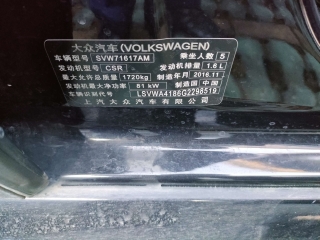 大众汽车(VOLKSWAGEN)
车辆型号 SVW71617AM 乘坐人数 5
发动机型号 CSR 发动机排量 1.6 L
最大允许总质量 1720kg 制造年月 2016.11
发动机最大净功率 81 kW 制造国 中国
车辆识别代号 LSVWA4186G2298519
上汽大众汽车有限公司